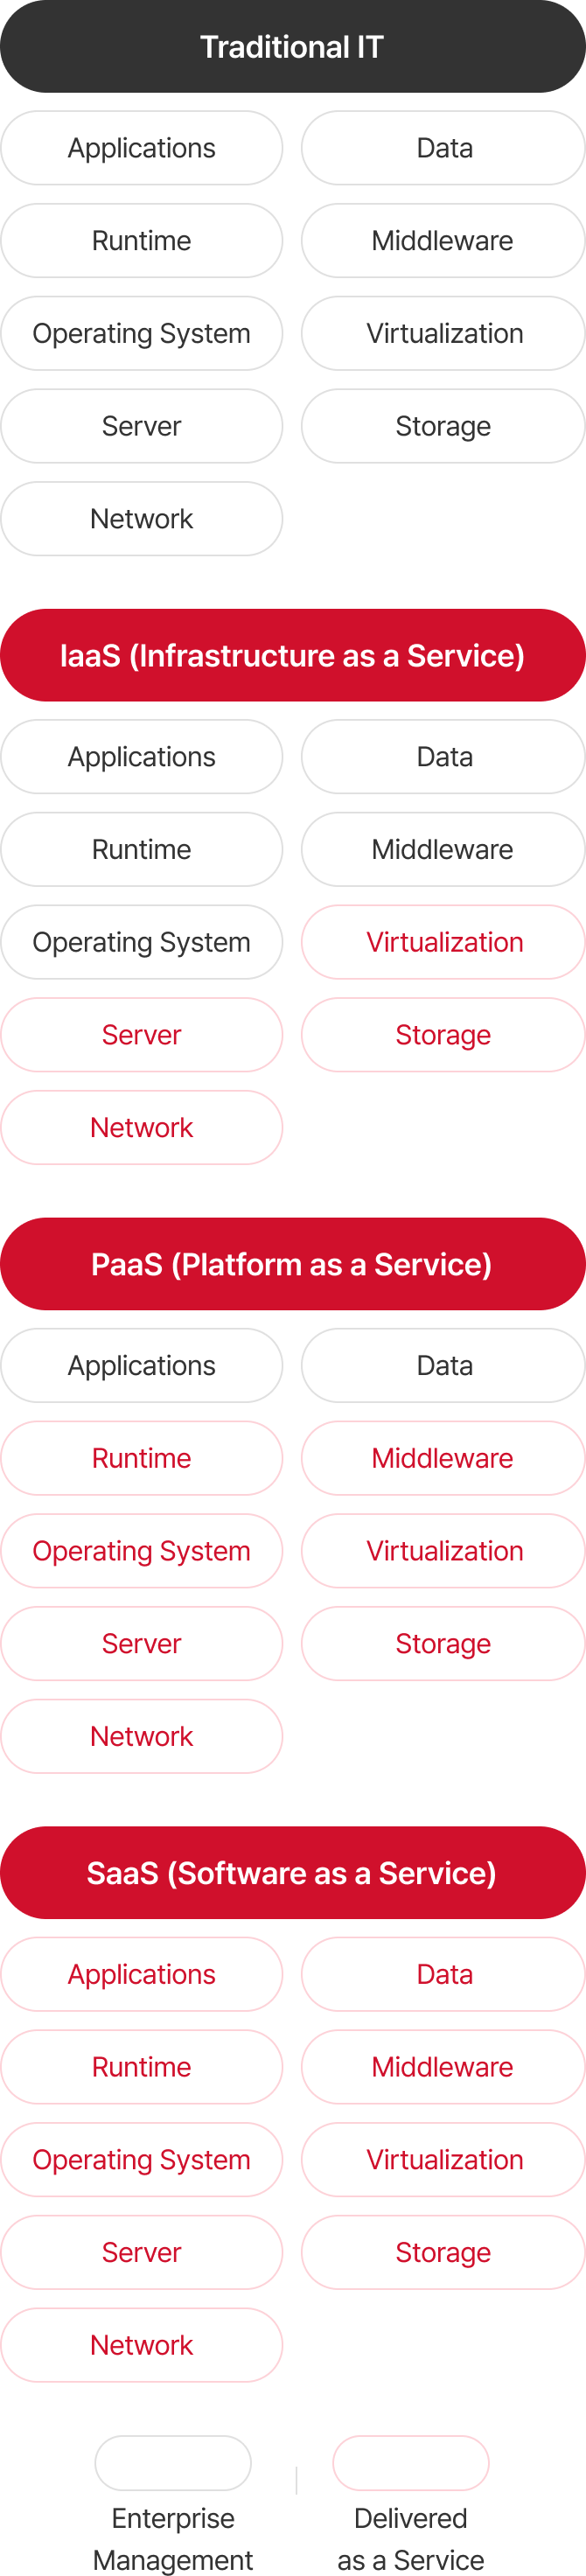 Traditional IT
Applications
Data
Runtime
Middleware
Operating System
Virtualization
Server
Storage
Network
IaaS (Infrastructure as a Service)
Applications
Data
Runtime
Middleware
Operating System
Virtualization
Server
Storage
Network
PaaS (Platform as a Service)
Applications
Data
Runtime
Middleware
Operating System
Virtualization
Server
Storage
Network
SaaS (Software as a Service)
Applications
Data
Runtime
Middleware
Operating System
Virtualization
Server
Storage
Network
Enterprise
Management
Delivered
as a Service